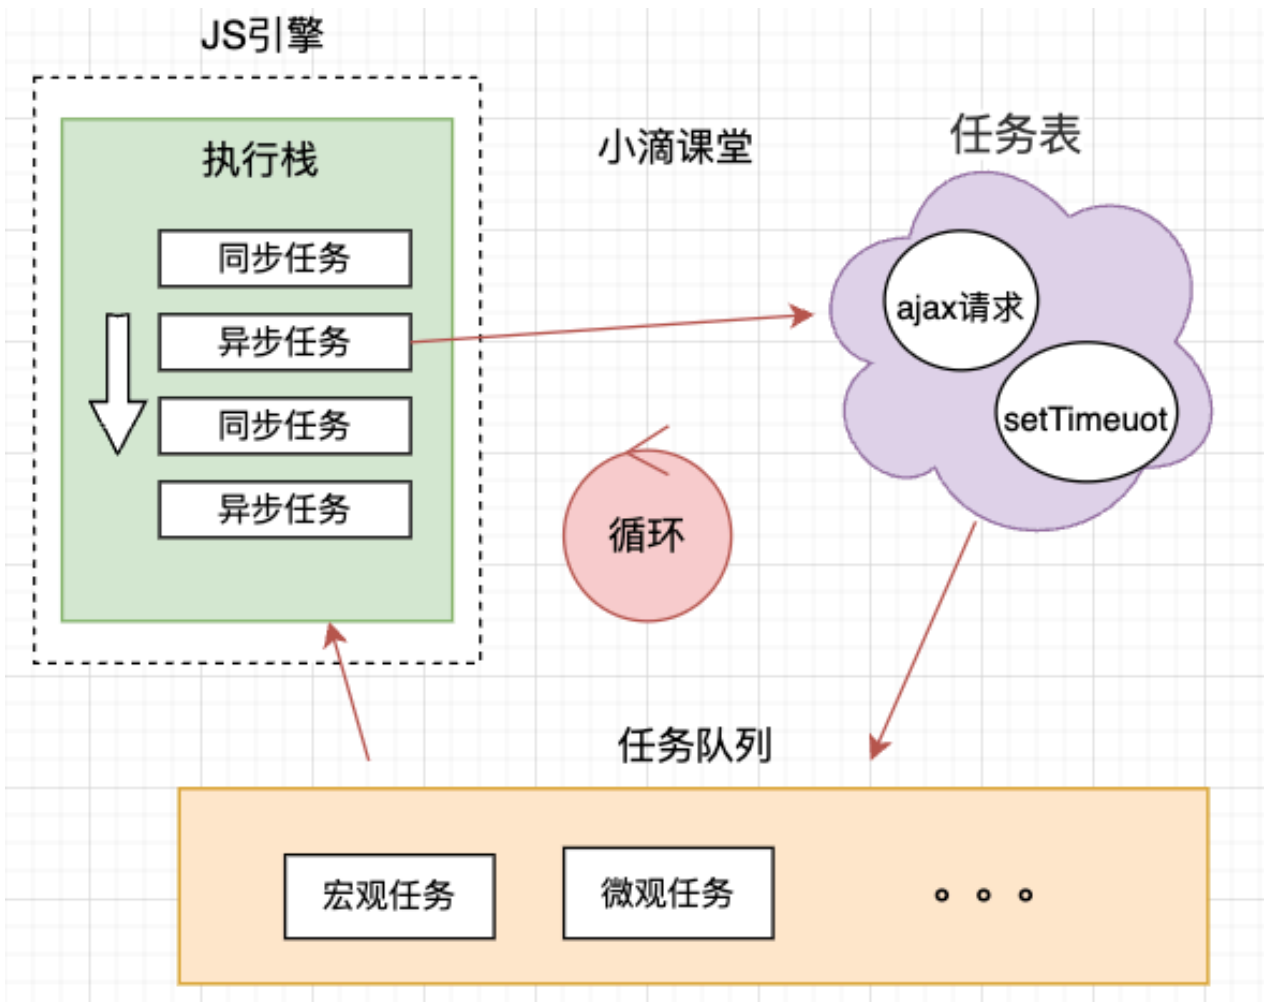 JS引擎
执行栈
同步任务
异步任务
同步任务
异步任务
小滴课堂
任务表
ajax请求
setTimeuot
循环
任务队列
宏观任务
微观任务